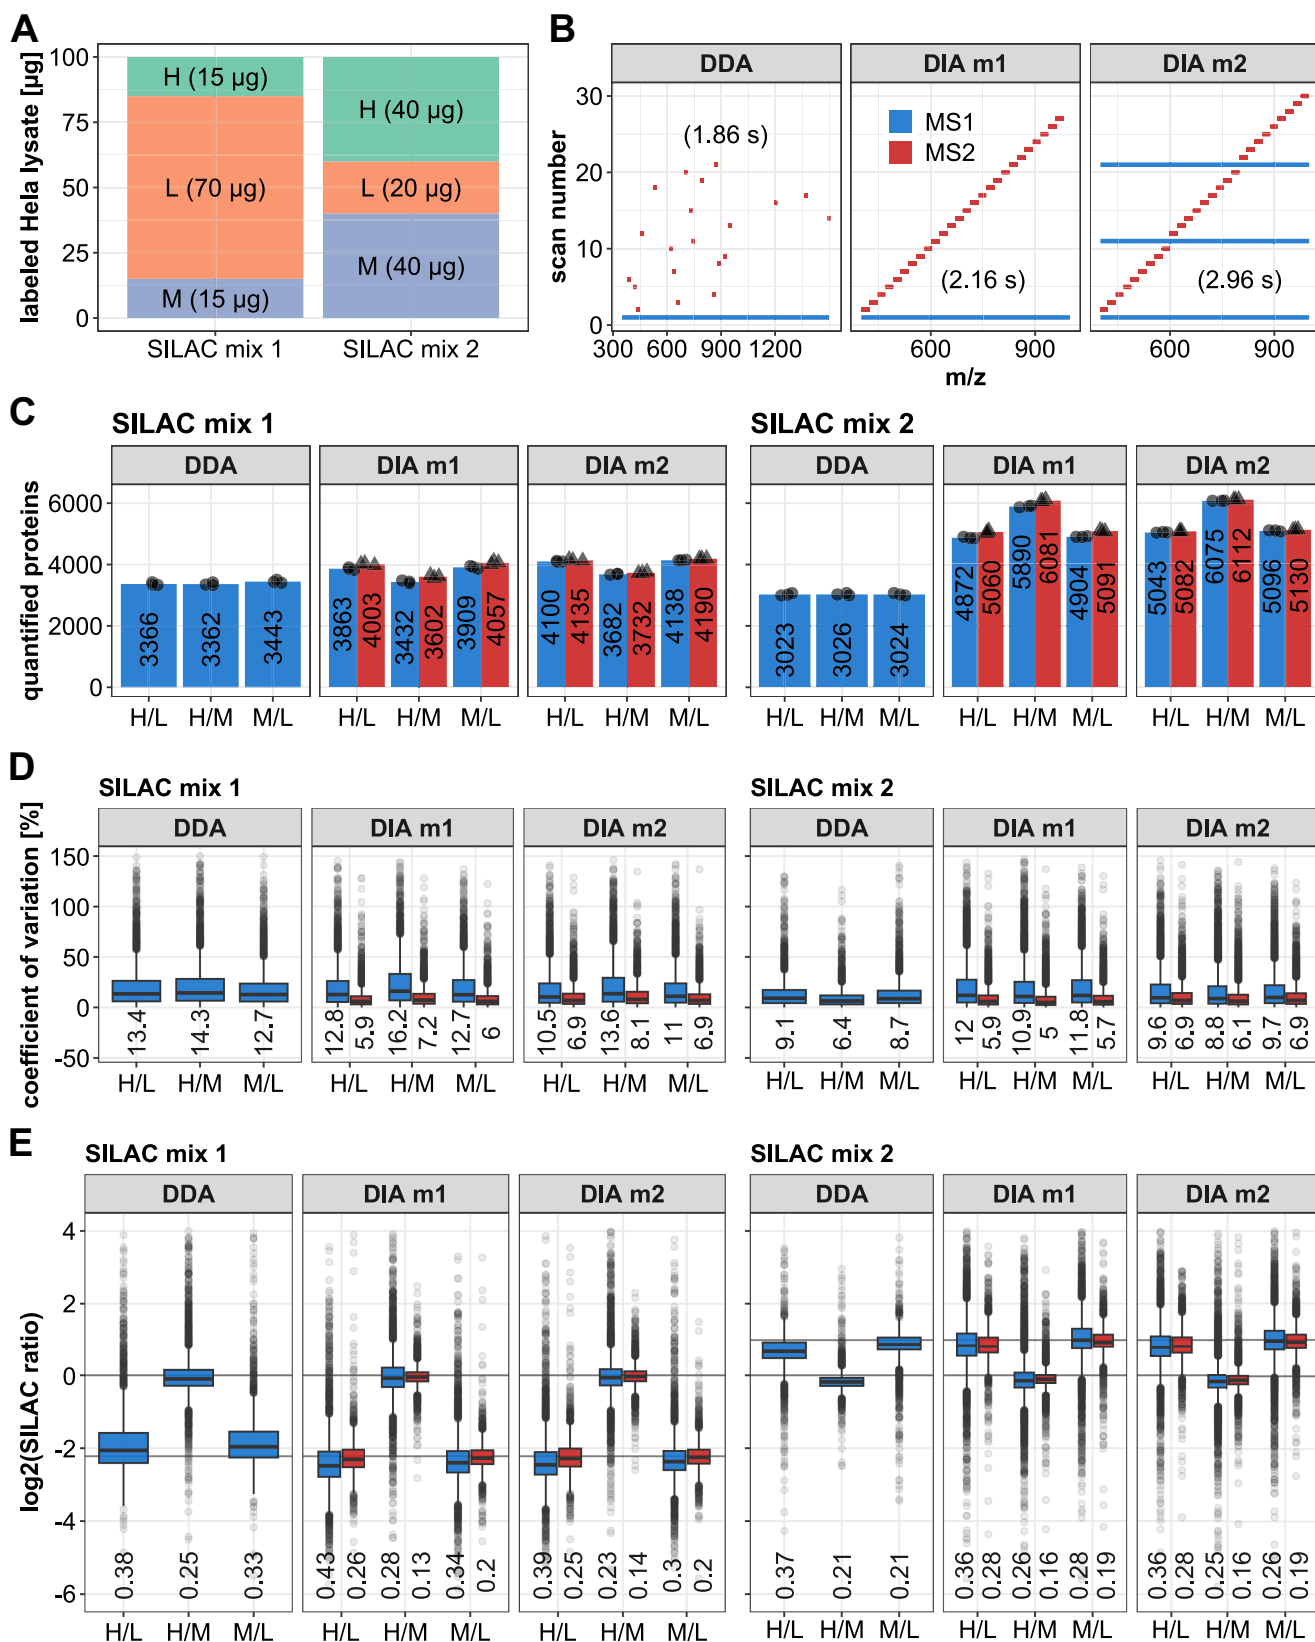 A
labeled Hela lysate [µg]
100
75
50
25
0
H (15 µg)
L (70 µg)
M (15 µg)
H (40 µg)
L (20 µg)
M (40 µg)
SILAC mix 1
SILAC mix 2
B
scan number
30
20
10
0
DDA
DIA m1
DIA m2
(1.86 s)
MS1
MS2
(2.16 s)
(2.96 s)
300 600 900 1200
600 900
600 900
m/z
C
SILAC mix 1
SILAC mix 2
DDA
DIA m1
DIA m2
DDA
DIA m1
DIA m2
quantified proteins
6000
4000
2000
0
3366 3362 3443
3863 4003 3432 3602 3909 4057
4100 4135 3682 3732 4138 4190
3023 3026 3024
4872 5060 5890 6081 4904 5091
5043 5082 6075 6112 5096 5130
H/L H/M M/L
H/L H/M M/L
H/L H/M M/L
H/L H/M M/L
H/L H/M M/L
H/L H/M M/L
D
SILAC mix 1
SILAC mix 2
DDA
DIA m1
DIA m2
DDA
DIA m1
DIA m2
coefficient of variation [%]
150
100
50
0
-50
13.4 14.3 12.7
12.8 5.9 16.2 7.2 12.7 6
10.5 6.9 13.6 8.1 11 6.9
9.1 6.4 8.7
12 5.9 10.9 5 11.8 5.7
9.6 6.9 8.8 6.1 9.7 6.9
H/L H/M M/L
H/L H/M M/L
H/L H/M M/L
H/L H/M M/L
H/L H/M M/L
H/L H/M M/L
E
SILAC mix 1
SILAC mix 2
DDA
DIA m1
DIA m2
DDA
DIA m1
DIA m2
log2(SILAC ratio)
4
2
0
-2
-4
-6
0.38 0.25 0.33
0.43 0.26 0.28 0.13 0.34 0.2
0.39 0.25 0.23 0.14 0.3 0.2
0.37 0.21 0.21
0.36 0.28 0.26 0.16 0.28 0.19
0.36 0.28 0.25 0.16 0.26 0.19
H/L H/M M/L
H/L H/M M/L
H/L H/M M/L
H/L H/M M/L
H/L H/M M/L
H/L H/M M/L